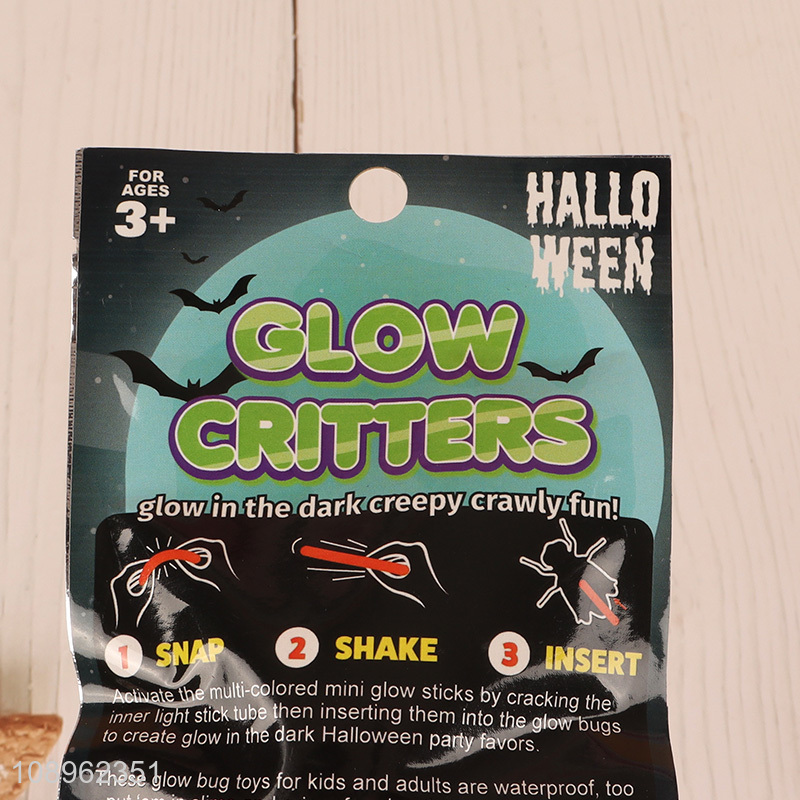 FOR
AGES
3+
HALLO
WEEN
GLOW
CRITTERS
glow in the dark creepy crawly fun!
1 SNAP
2 SHAKE
3 INSERT
Activate the multi-colored mini glow sticks by cracking the
inner light stick tube then inserting them into the glow bugs
to create glow in the dark Halloween party favors.
These glow bug toys for kids and adults are waterproof, too